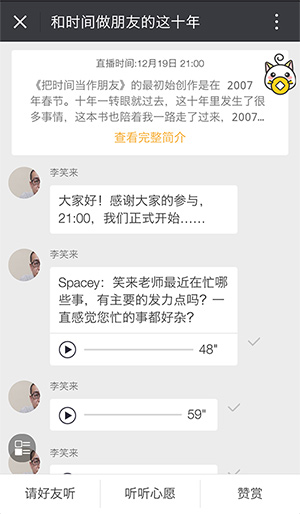 和时间做朋友的这十年
直播时间:12月19日 21:00
《把时间当作朋友》的最初始创作是在 2007
年春节。十年一转眼就过去，这十年里发生了很
多事情，这本书也陪着我一路走了过来，2007…
查看完整简介
李笑来
大家好！感谢大家的参与，
21:00，我们正式开始……
李笑来
Spacey：笑来老师最近在忙哪
些事，有主要的发力点吗？一
直感觉您忙的事都好杂？
48"
李笑来
59"
李笑来
请好友听
听听心愿
赞赏